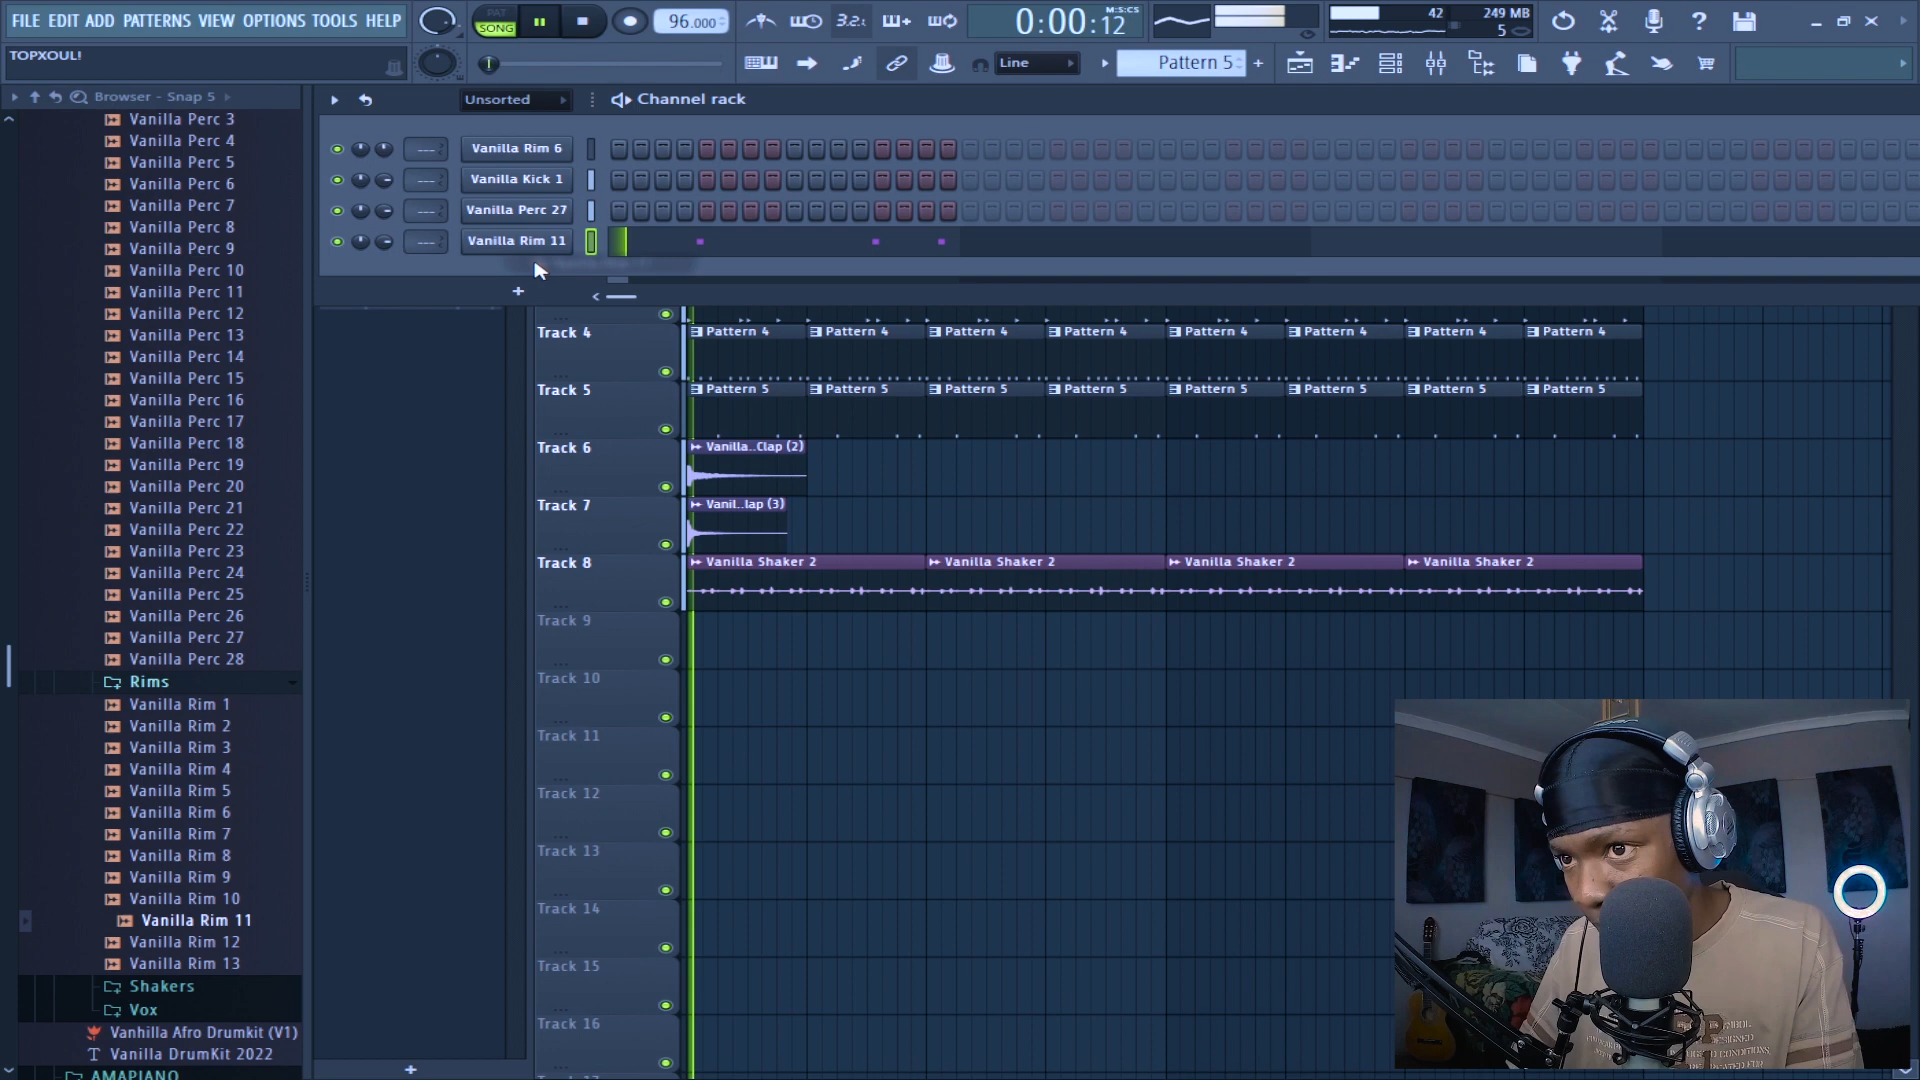 FILE EDIT ADD PATTERNS VIEW OPTIONS TOOLS HELP
PAT
SONG
96.000
3.2.
0:00:12
M:S:CS
42
249 MB
5
TOPXOUL!
Line
Pattern 5
+
Browser - Snap 5
Unsorted
Channel rack
Vanilla Rim 6
Vanilla Kick 1
Vanilla Perc 27
Vanilla Rim 11
+
Vanilla Perc 3
Vanilla Perc 4
Vanilla Perc 5
Vanilla Perc 6
Vanilla Perc 7
Vanilla Perc 8
Vanilla Perc 9
Vanilla Perc 10
Vanilla Perc 11
Vanilla Perc 12
Vanilla Perc 13
Vanilla Perc 14
Vanilla Perc 15
Vanilla Perc 16
Vanilla Perc 17
Vanilla Perc 18
Vanilla Perc 19
Vanilla Perc 20
Vanilla Perc 21
Vanilla Perc 22
Vanilla Perc 23
Vanilla Perc 24
Vanilla Perc 25
Vanilla Perc 26
Vanilla Perc 27
Vanilla Perc 28
Rims
Vanilla Rim 1
Vanilla Rim 2
Vanilla Rim 3
Vanilla Rim 4
Vanilla Rim 5
Vanilla Rim 6
Vanilla Rim 7
Vanilla Rim 8
Vanilla Rim 9
Vanilla Rim 10
Vanilla Rim 11
Vanilla Rim 12
Vanilla Rim 13
Shakers
Vox
Vanhilla Afro Drumkit (V1)
Vanilla DrumKit 2022
AMAPIANO
Track 4
Pattern 4 Pattern 4 Pattern 4 Pattern 4 Pattern 4 Pattern 4 Pattern 4 Pattern 4
Track 5
Pattern 5 Pattern 5 Pattern 5 Pattern 5 Pattern 5 Pattern 5 Pattern 5 Pattern 5
Track 6
Vanilla..Clap (2)
Track 7
Vanil..lap (3)
Track 8
Vanilla Shaker 2 Vanilla Shaker 2 Vanilla Shaker 2 Vanilla Shaker 2
Track 9
Track 10
Track 11
Track 12
Track 13
Track 14
Track 15
Track 16
+